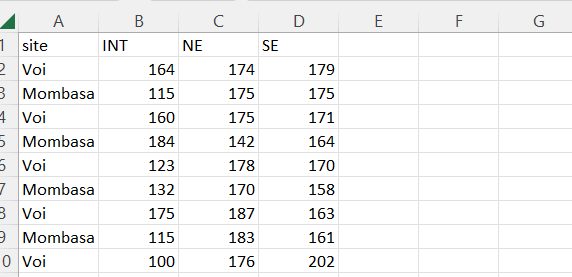 A B C D E F G
1 site INT NE SE
2 Voi 164 174 179
3 Mombasa 115 175 175
4 Voi 160 175 171
5 Mombasa 184 142 164
6 Voi 123 178 170
7 Mombasa 132 170 158
8 Voi 175 187 163
9 Mombasa 115 183 161
0 Voi 100 176 202